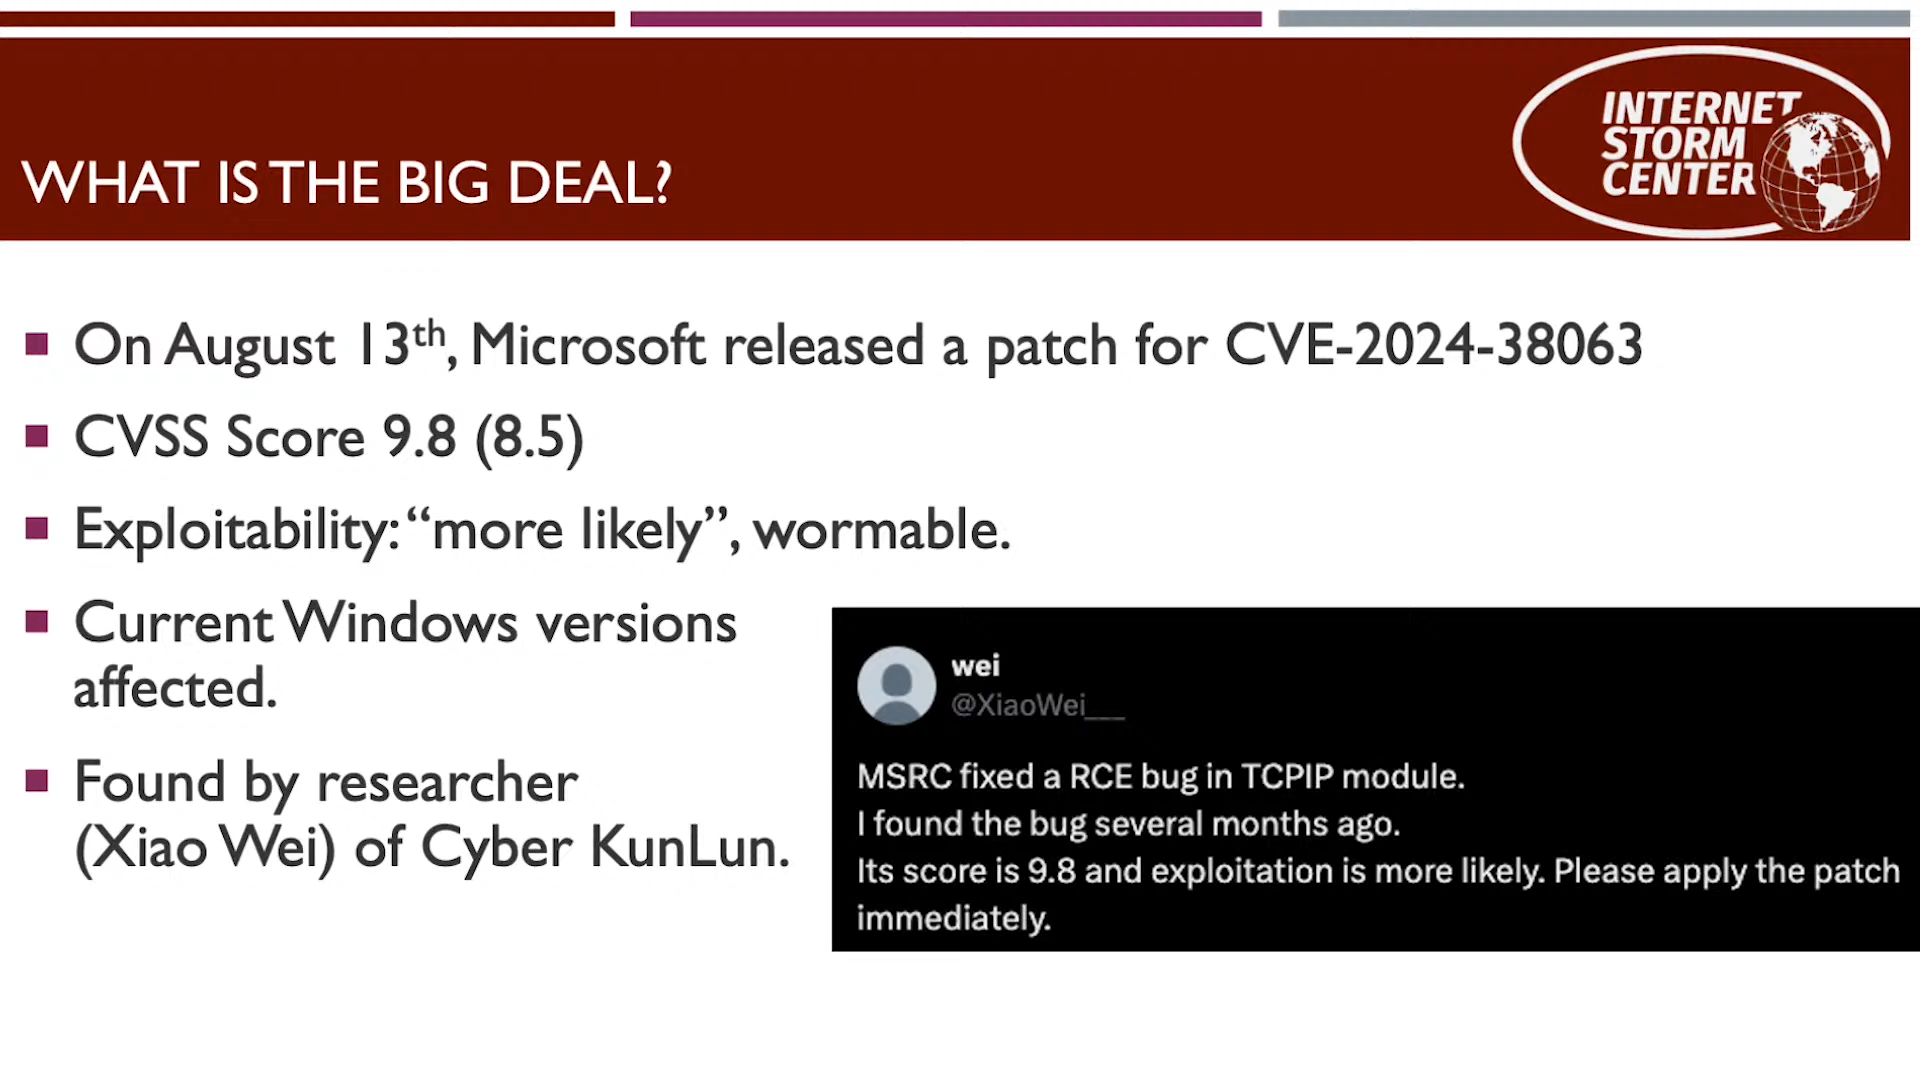 INTERNET
STORM
CENTER
WHAT IS THE BIG DEAL?
On August 13th, Microsoft released a patch for CVE-2024-38063
CVSS Score 9.8 (8.5)
Exploitability: “more likely”, wormable.
Current Windows versions
affected.
Found by researcher
(Xiao Wei) of Cyber KunLun.
wei
@XiaoWei___
MSRC fixed a RCE bug in TCPIP module.
I found the bug several months ago.
Its score is 9.8 and exploitation is more likely. Please apply the patch
immediately.